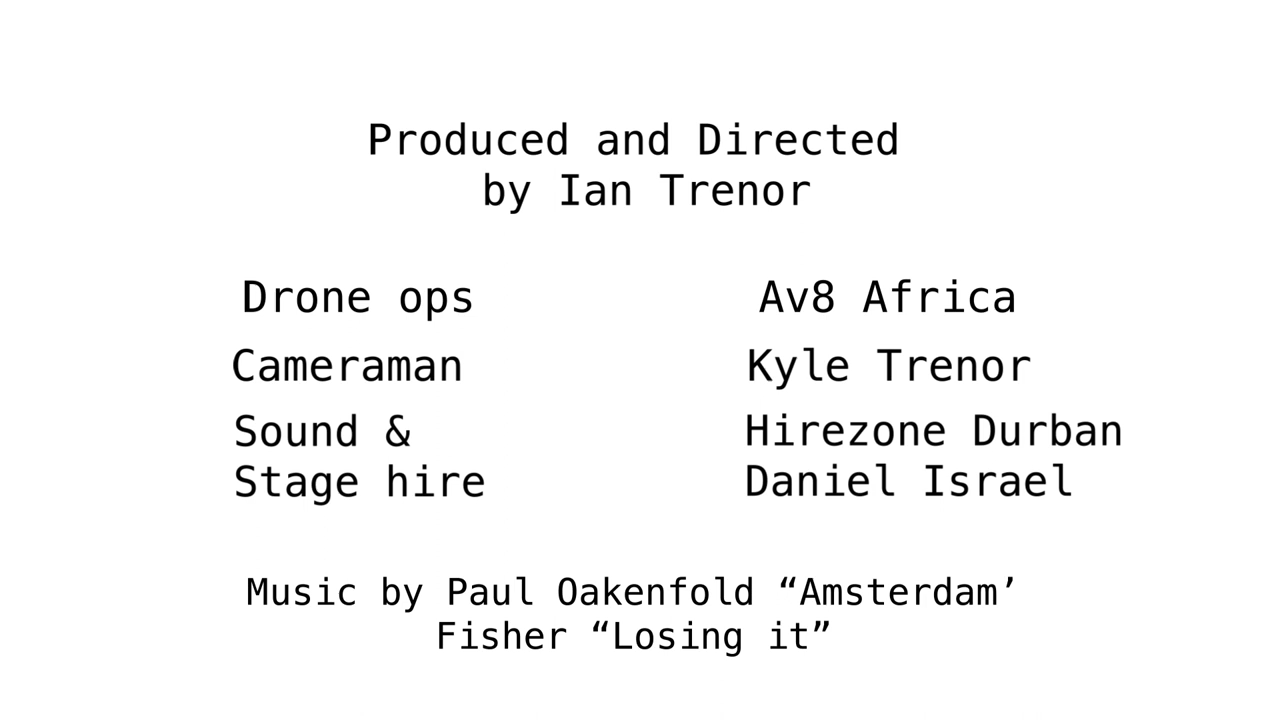 Produced and Directed
by Ian Trenor
Drone ops Av8 Africa
Cameraman Kyle Trenor
Sound & Hirezone Durban
Stage hire Daniel Israel
Music by Paul Oakenfold “Amsterdam’
Fisher “Losing it”